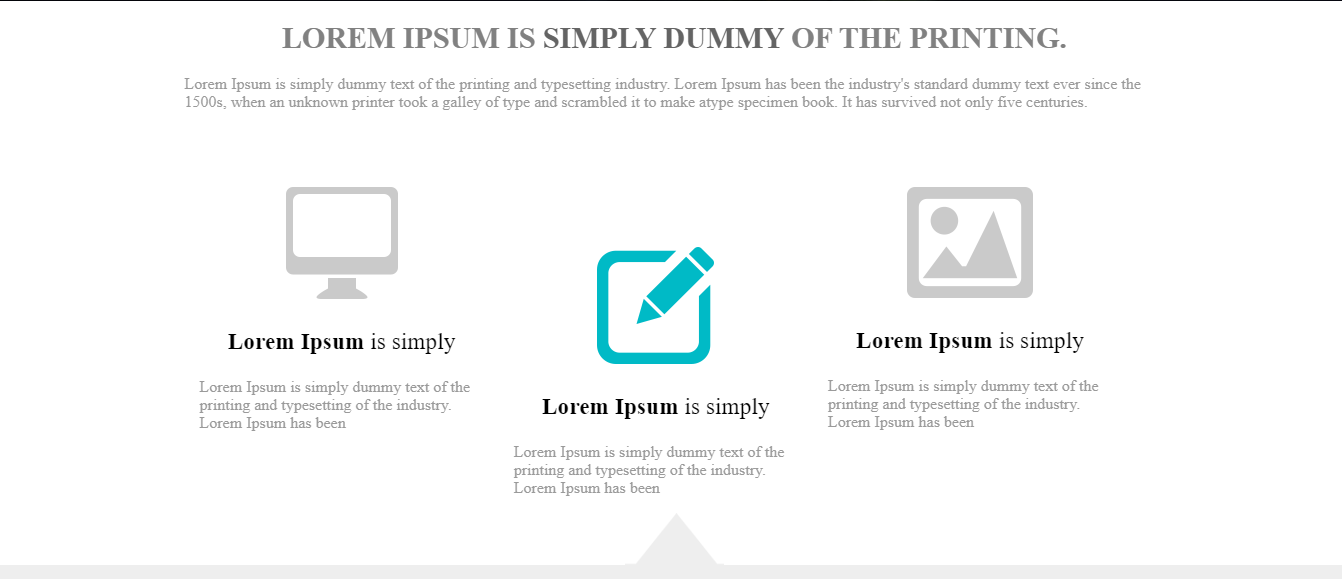 LOREM IPSUM IS SIMPLY DUMMY OF THE PRINTING.
Lorem Ipsum is simply dummy text of the printing and typesetting industry. Lorem Ipsum has been the industry's standard dummy text ever since the
1500s, when an unknown printer took a galley of type and scrambled it to make atype specimen book. It has survived not only five centuries.
Lorem Ipsum is simply
Lorem Ipsum is simply dummy text of the
printing and typesetting of the industry.
Lorem Ipsum has been
Lorem Ipsum is simply
Lorem Ipsum is simply dummy text of the
printing and typesetting of the industry.
Lorem Ipsum has been
Lorem Ipsum is simply
Lorem Ipsum is simply dummy text of the
printing and typesetting of the industry.
Lorem Ipsum has been